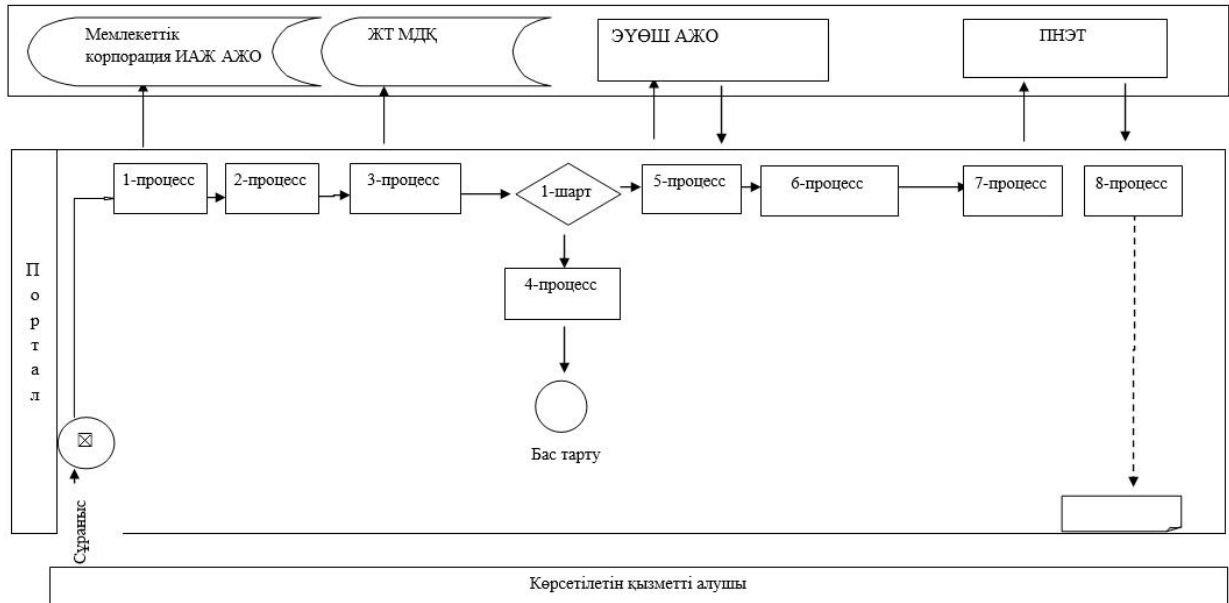 Мемлекеттік
корпорация ИАЖ АЖО
ЖТ МДҚ
ЭҮӨШ АЖО
ПНЭТ
1-процесс
2-процесс
3-процесс
1-шарт
5-процесс
6-процесс
7-процесс
8-процесс
4-процесс
Портал
Бас тарту
Сұраныс
Көрсетілетін қызметті алушы